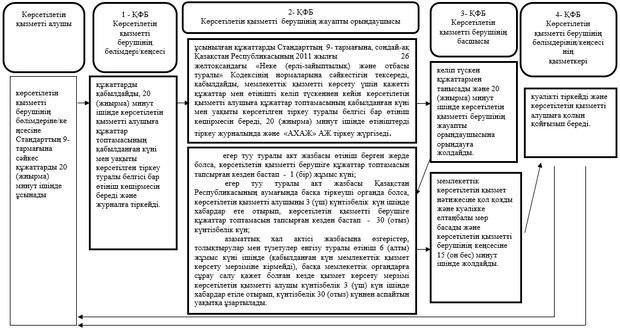 Көрсетілетін
қызметті алушы
1 - ҚФБ
Көрсетілетін
қызметті
берушінің
бөлімдері/кеңсесі
2- ҚФБ
Көрсетілетін қызметті берушінің жауапты орындаушысы
3- ҚФБ
Көрсетілетін
қызметті берушінің
басшысы
4- ҚФБ
Көрсетілетін қызметті
берушінің
бөлімдерінің/кеңсесі
нің
қызметкері
көрсетілетін
қызметті
берушінің
бөлімдеріне/ке
ңсесіне
Стандарттың 9-
тармағына
сәйкес
құжаттарды 20
(жиырма)
минут ішінде
ұсынады
құжаттарды
қабылдайды, 20
(жиырма) минут
ішінде көрсетілетін
қызметті алушыға
құжаттар
топтамасының
қабылданған күні
мен уақыты
көрсетілген тіркеу
туралы белгісі бар
өтініш көшірмесін
береді және
журналға тіркейді.
ұсынылған құжаттарды Стандарттың 9- тармағына, сондай-ақ
Қазақстан Республикасының 2011 жылғы 26
желтоқсандағы «Неке (ерлі-зайыптылық) және отбасы
туралы» Кодексінің нормаларына сәйкестігін тексереді,
қабылдайды, мемлекеттік қызметті көрсету үшін қажетті
құжаттар мен өтінішті келіп түскеннен кейін көрсетілетін
қызметті алушыға құжаттар топтамасының қабылданған күні
мен уақыты көрсетілген тіркеу туралы белгісі бар өтініш
көшірмесін береді, 20 (жиырма) минут ішінде өтініштерді
тіркеу журналында және «АХАЖ» АЖ тіркеу жүргізеді.
егер туу туралы акт жазбасы өтініш берген жерде
болса, көрсетілетін қызметті берушіге құжаттар топтамасын
тапсырған кезден бастап - 1 (бір) жұмыс күні;
егер туу туралы акт жазбасы Қазақстан
Республикасының аумағында басқа тіркеуші органда болса,
көрсетілетін қызметті алушыны 3 (үш) күнтізбелік күн ішінде
хабардар ете отырып, көрсетілетін қызметті берушіге
құжаттар топтамасын тапсырған кезден бастап - 30 (отыз)
күнтізбелік күн;
азаматтық хал актісі жазбасына өзгерістер,
толықтырулар мен түзетулер енгізу туралы өтініш 6 (алты)
жұмыс күні ішінде (қабылданған күн мемлекеттік қызмет
көрсету мерзіміне кірмейді), басқа мемлекеттік органдарға
сұрау салу қажет болған кезде қызмет көрсету мерзімі
көрсетілетін қызметті алушы күнтізбелік 3 (үш) күн ішінде
хабардар етіле отырып, күнтізбелік 30 (отыз) күннен аспайтын
уақытқа ұзартылады.
келіп түскен
құжаттармен
танысады және 20
(жиырма) минут
ішінде көрсетілетін
қызметті берушінің
жауапты
орындаушысына
орындауға
жолдайды.
мемлекеттік
көрсетілетін қызмет
нәтижесіне қол қояды
және куәлікке
елтаңбалы мөр
басады және
көрсетілетін қызметті
берушінің кеңсесіне
15 (он бес) минут
ішінде жолдайды.
куәлікті тіркейді және
көрсетілетін қызметті
алушыға қолын
қойғызып береді.